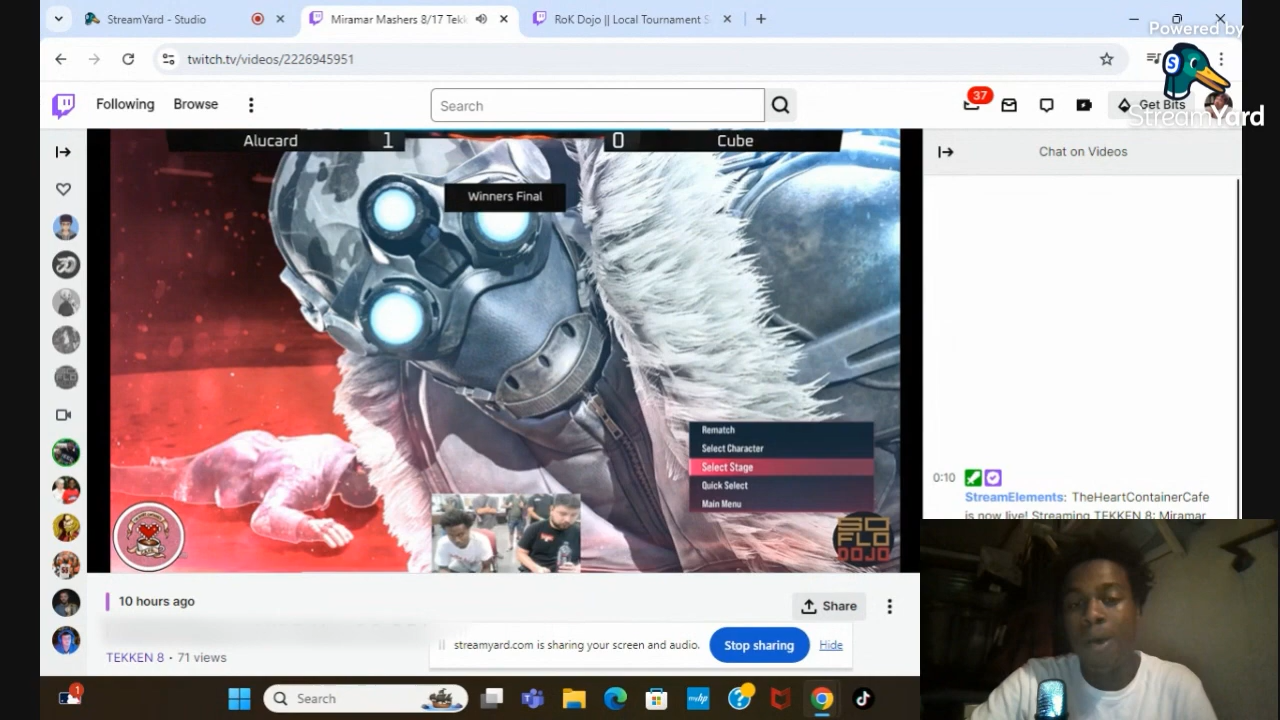 StreamYard - Studio
Miramar Mashers 8/17 Tekk
RoK Dojo || Local Tournament S
Powered by
StreamYard
twitch.tv/videos/2226945951
Following
Browse
Search
37
Get Bits
Alucard 1 0 Cube
Winners Final
Chat on Videos
Rematch
Select Character
Select Stage
Quick Select
Main Menu
SO
FLO
DOJO
0:10
StreamElements: TheHeartContainerCafe
is now live! Streaming TEKKEN 8: Miramar
10 hours ago
Share
streamyard.com is sharing your screen and audio.
Stop sharing
Hide
TEKKEN 8 • 71 views
1
Search